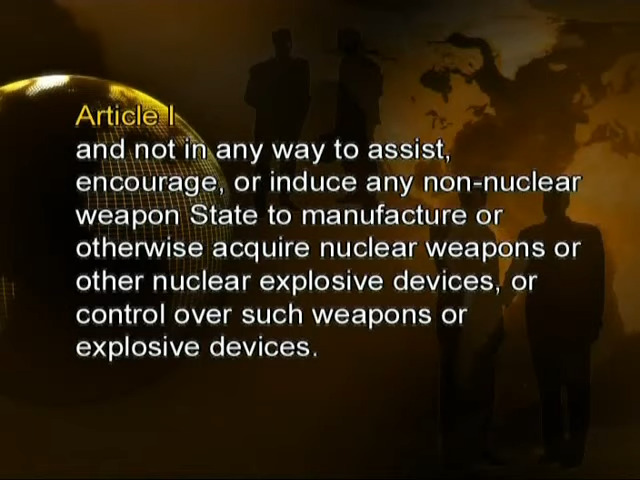 Article I
and not in any way to assist,
encourage, or induce any non-nuclear
weapon State to manufacture or
otherwise acquire nuclear weapons or
other nuclear explosive devices, or
control over such weapons or
explosive devices.